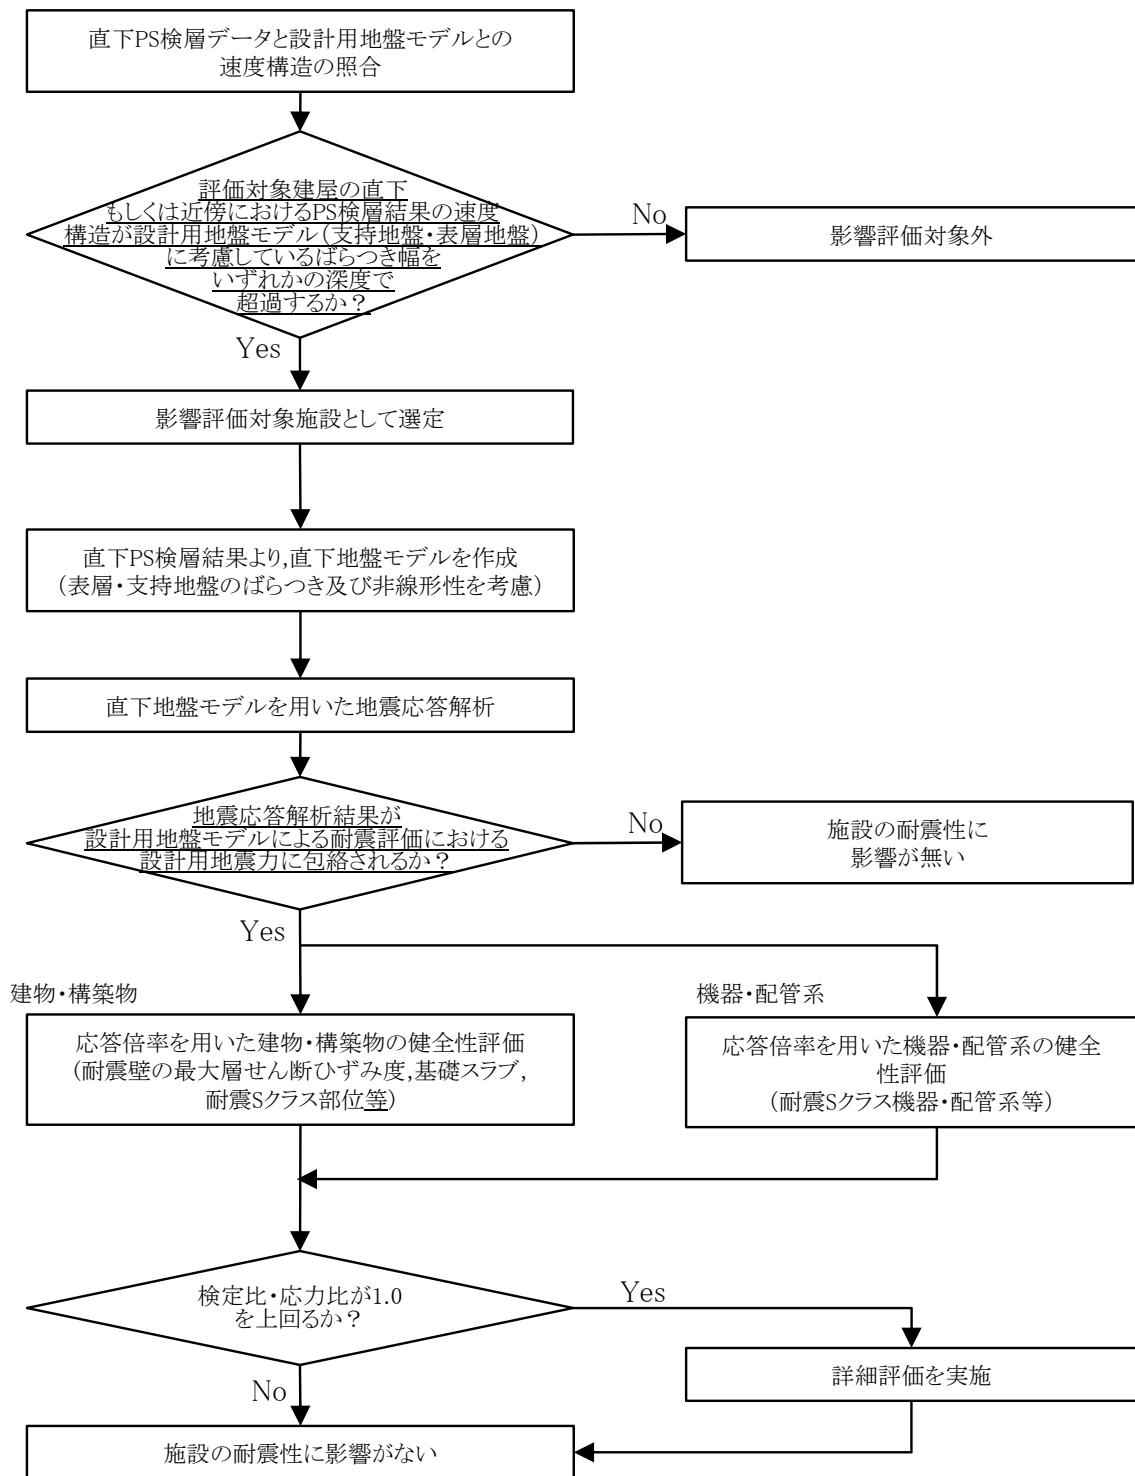 直下PS検層データと設計用地盤モデルとの
速度構造の照合
評価対象建屋の直下
もしくは近傍におけるPS検層結果の速度
構造が設計用地盤モデル（支持地盤・表層地盤）
に考慮しているばらつき幅を
いずれかの深度で
超過するか？
No
影響評価対象外
Yes
影響評価対象施設として選定
直下PS検層結果より,直下地盤モデルを作成
（表層・支持地盤のばらつき及び非線形性を考慮）
直下地盤モデルを用いた地震応答解析
地震応答解析結果が
設計用地盤モデルによる耐震評価における
設計用地震力に包絡されるか？
No
施設の耐震性に
影響が無い
Yes
建物・構築物
機器・配管系
応答倍率を用いた建物・構築物の健全性評価
（耐震壁の最大層せん断ひずみ度,基礎スラブ,
耐震Sクラス部位等）
応答倍率を用いた機器・配管系の健全
性評価
（耐震Sクラス機器・配管系等）
検定比・応力比が1.0
を上回るか？
Yes
詳細評価を実施
No
施設の耐震性に影響がない